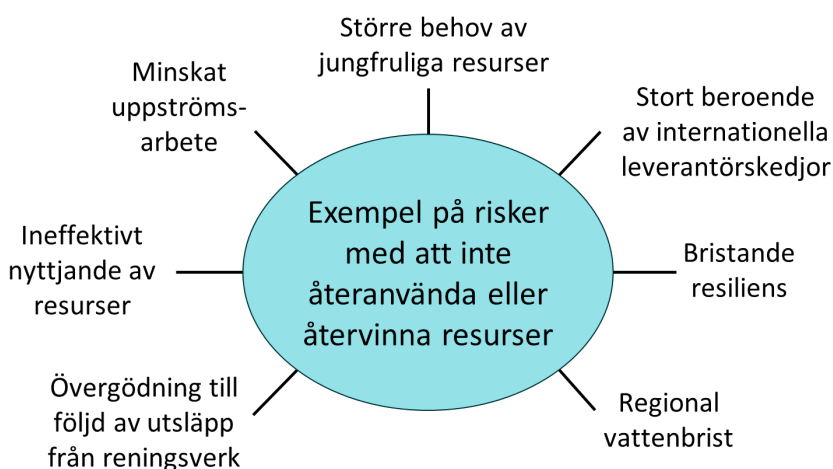 Exempel på risker
med att inte
återanvända eller
återvinna resurser
Större behov av
jungfruliga resurser
Stort beroende
av internationella
leverantörskedjor
Bristande
resiliens
Regional
vattenbrist
Övergödning till
följd av utsläpp
från reningsverk
Ineffektivt
nyttjande av
resurser
Minskat
uppströms-
arbete